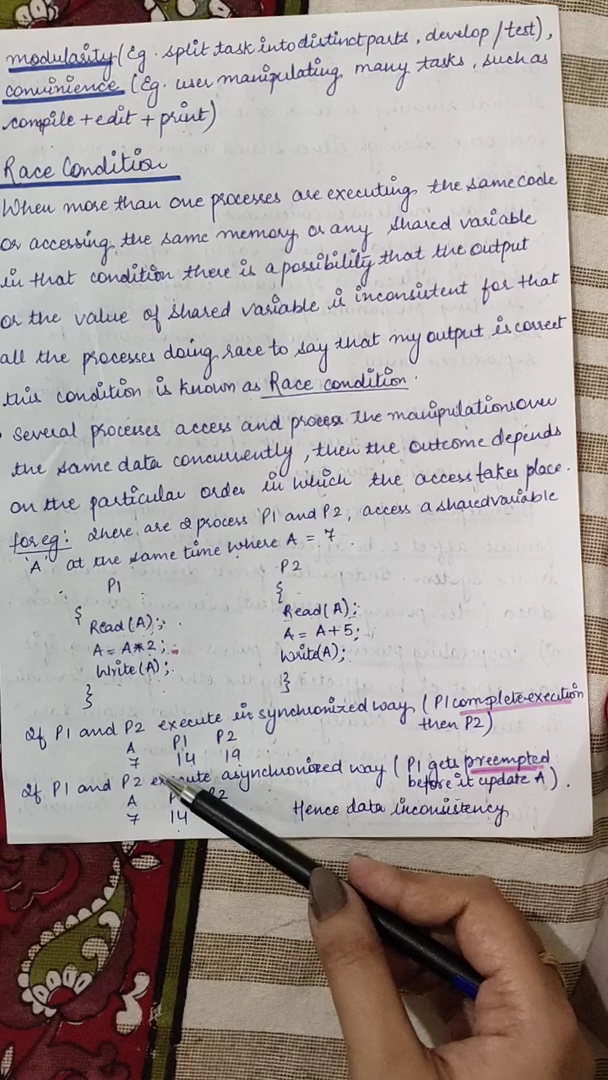 modularity (Eg. split task into distinct parts, develop/test),
convinience (Eg. user manipulating many tasks, such as
compile + edit + print)
Race Condition
When more than one processes are executing the same code
or accessing the same memory or any shared variable
in that condition there is a possibility that the output
or the value of shared variable is inconsistent for that
all the processes doing race to say that my output is correct
this condition is known as Race condition.
Several processes access and process the manipulations over
the same data concurrently, then the outcome depends
on the particular order in which the access takes place.
for eg: there are 2 process P1 and P2, access a shared variable
'A' at the same time where A = 7.
P1 P2
{ {
Read(A); Read(A);
A = A*2; A = A+5;
Write(A); Write(A);
} }
If P1 and P2 execute in synchronized way (P1 complete execution
then P2)
A P1 P2
7 14 19
If P1 and P2 execute asynchronized way (P1 gets preempted
before it update A).
A P2
7 14 Hence data inconsistency